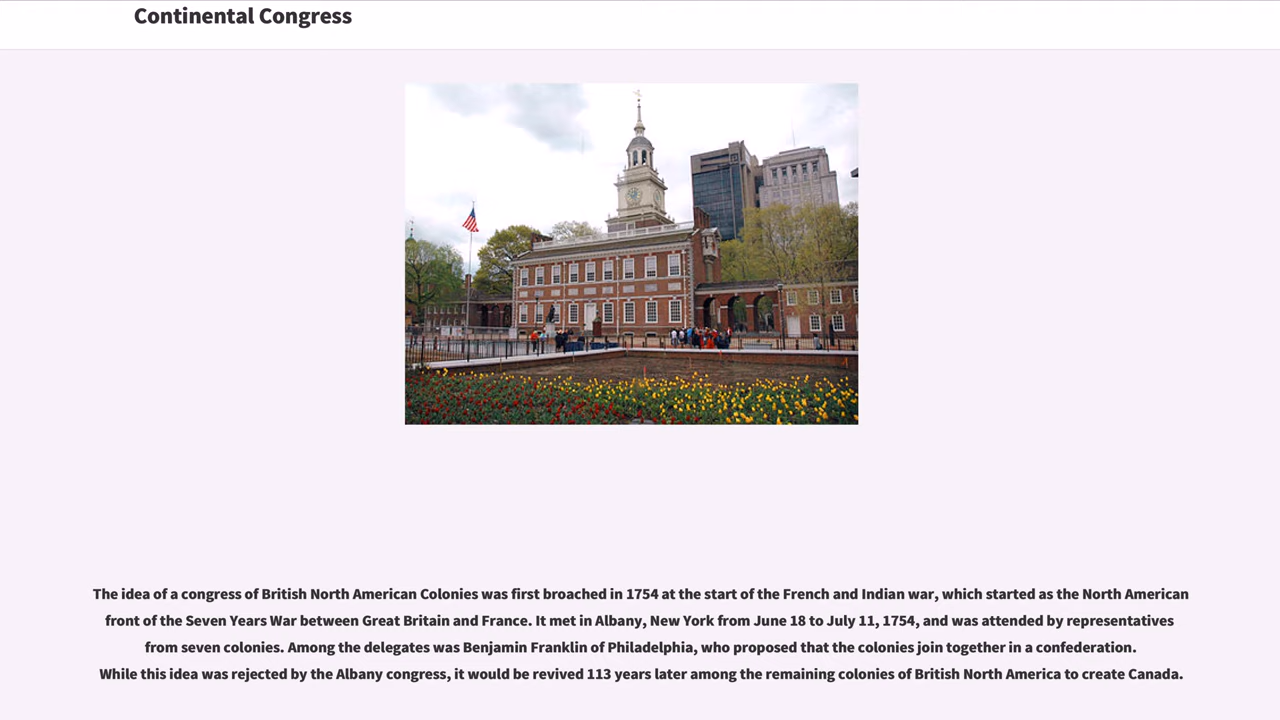 Continental Congress
The idea of a congress of British North American Colonies was first broached in 1754 at the start of the French and Indian war, which started as the North American
front of the Seven Years War between Great Britain and France. It met in Albany, New York from June 18 to July 11, 1754, and was attended by representatives
from seven colonies. Among the delegates was Benjamin Franklin of Philadelphia, who proposed that the colonies join together in a confederation.
While this idea was rejected by the Albany congress, it would be revived 113 years later among the remaining colonies of British North America to create Canada.